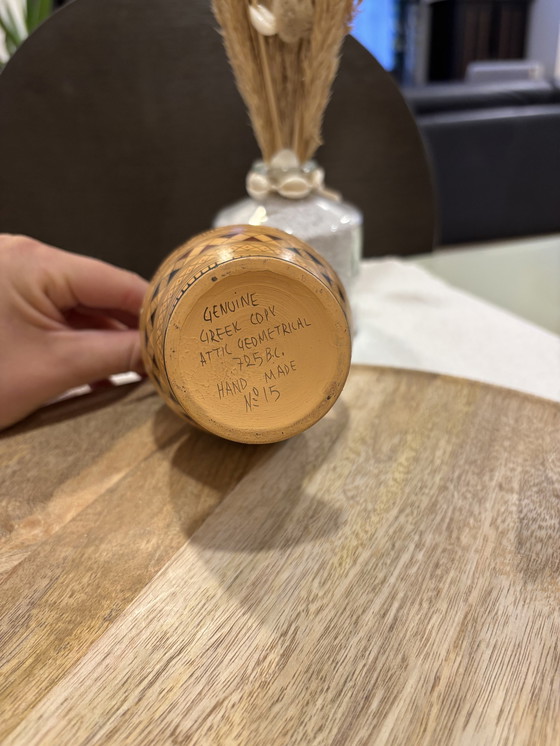 GENUINE
GREEK COPY
ATTIC GEOMETRICAL
725 B.C.
HAND MADE
Nº 15